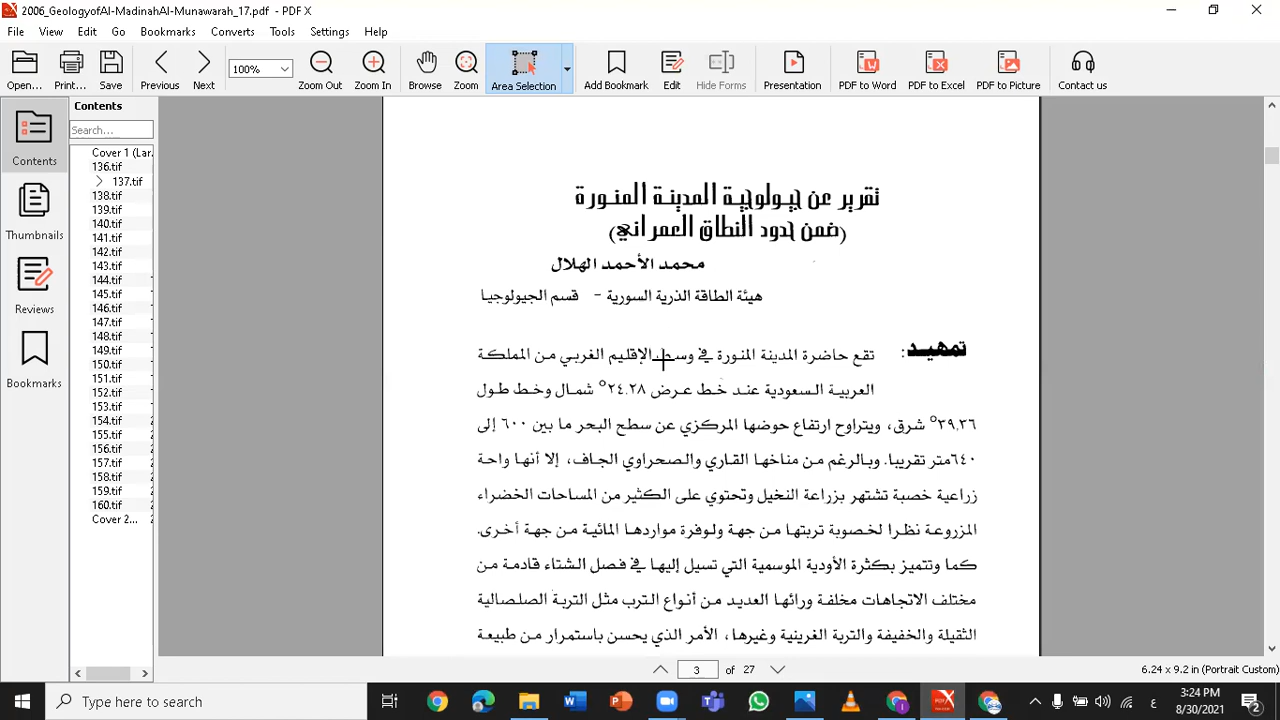 2006_GeologyofAl-MadinahAl-Munawarah_17.pdf - PDF X
File View Edit Go Bookmarks Converts Tools Settings Help
Open... Print... Save Previous Next 100% Zoom Out Zoom In Browse Zoom Area Selection Add Bookmark Edit Hide Forms Presentation PDF to Word PDF to Excel PDF to Picture Contact us
Contents
Search...
Contents
Thumbnails
Reviews
Bookmarks
Cover 1 (Lar.
136.tif
137.tif
138.tif
139.tif
140.tif
141.tif
142.tif
143.tif
144.tif
145.tif
146.tif
147.tif
148.tif
149.tif
150.tif
151.tif
152.tif
153.tif
154.tif
155.tif
156.tif
157.tif
158.tif
159.tif
160.tif
Cover 2...
تقرير عن جيولوجية المدينة المنورة
(ضمن حدود النطاق العمراني)
محمد الأحمد الهلال
هيئة الطاقة الذرية السورية - قسم الجيولوجيا
تمهيد:
تقع حاضرة المدينة المنورة في وسط الإقليم الغربي من المملكة
العربية السعودية عند خط عرض ٢٤.٢٨° شمال وخط طول
٣٩.٣٦° شرق، ويتراوح ارتفاع حوضها المركزي عن سطح البحر ما بين ٦٠٠ إلى
٦٤٠متر تقريبا. وبالرغم من مناخها القاري والصحراوي الجاف، إلا أنها واحة
زراعية خصبة تشتهر بزراعة النخيل وتحتوي على الكثير من المساحات الخضراء
المزروعة نظرا لخصوبة تربتها من جهة ولوفرة مواردها المائية من جهة أخرى.
كما وتتميز بكثرة الأودية الموسمية التي تسيل إليها في فصل الشتاء قادمة من
مختلف الاتجاهات مخلفة ورائها العديد من أنواع الترب مثل التربة الصلصالية
الثقيلة والخفيفة والتربة الغرينية وغيرها، الأمر الذي يحسن باستمرار من طبيعة
3 of 27
6.24 x 9.2 in (Portrait Custom)
Type here to search
ع
3:24 PM
8/30/2021
2